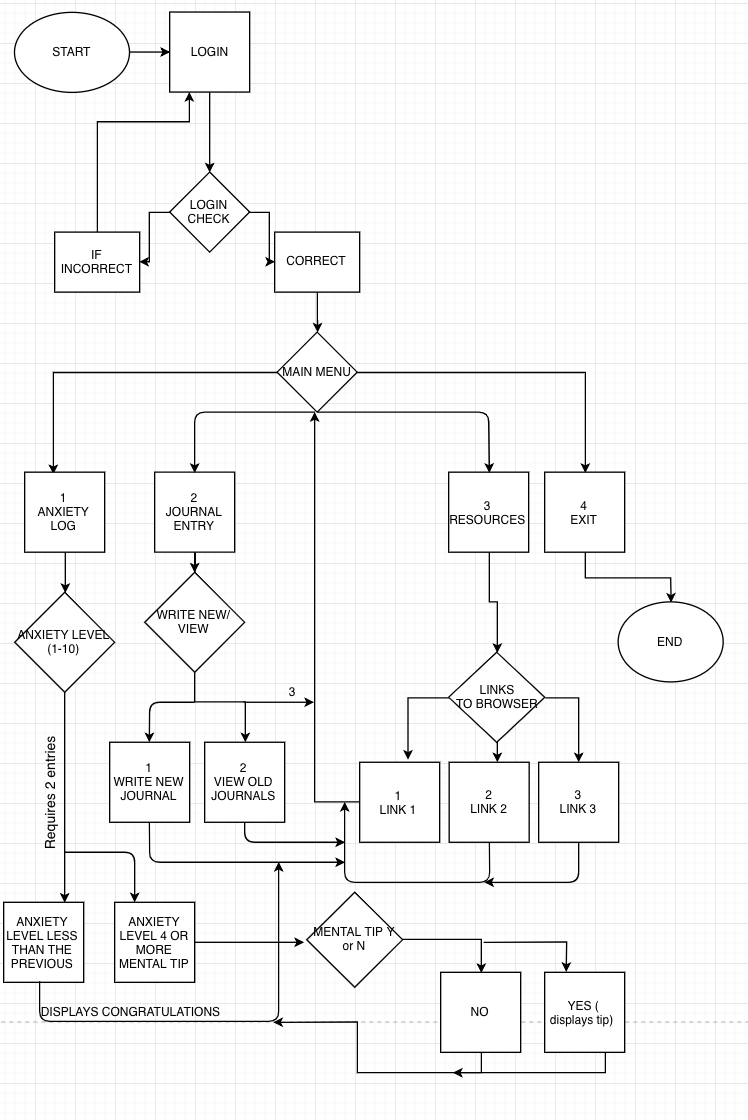 START
LOGIN
LOGIN
CHECK
IF
INCORRECT
CORRECT
MAIN MENU
1
ANXIETY
LOG
2
JOURNAL
ENTRY
3
RESOURCES
4
EXIT
ANXIETY LEVEL
(1-10)
WRITE NEW/
VIEW
END
LINKS
TO BROWSER
3
Requires 2 entries
1
WRITE NEW
JOURNAL
2
VIEW OLD
JOURNALS
1
LINK 1
2
LINK 2
3
LINK 3
ANXIETY
LEVEL LESS
THAN THE
PREVIOUS
ANXIETY
LEVEL 4 OR
MORE
MENTAL TIP
MENTAL TIP Y
or N
DISPLAYS CONGRATULATIONS
NO
YES (
displays tip)